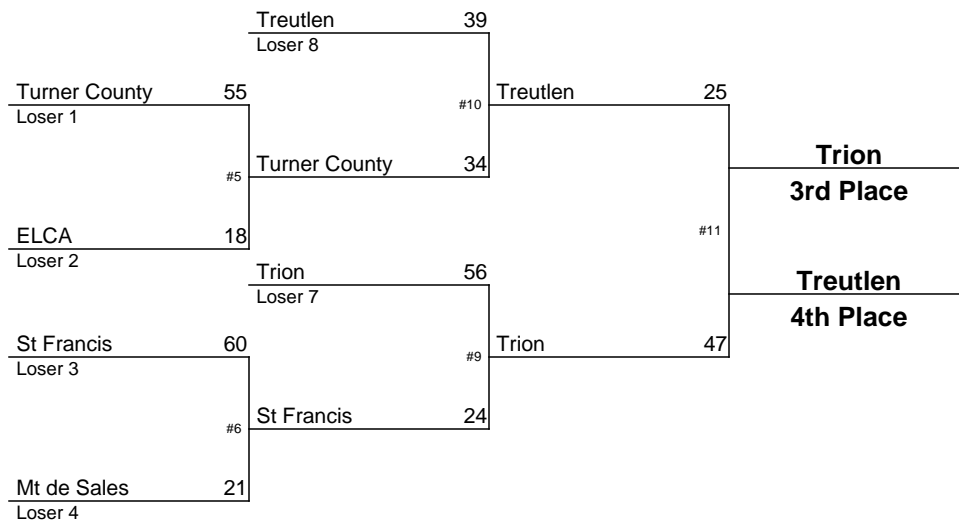 Treutlen 39
Loser 8
Turner County 55
Loser 1
#10
Treutlen 25
Trion
3rd Place
#5
Turner County 34
ELCA 18
Loser 2
#11
Trion 56
Loser 7
Treutlen
4th Place
St Francis 60
Loser 3
#9
Trion 47
#6
St Francis 24
Mt de Sales 21
Loser 4